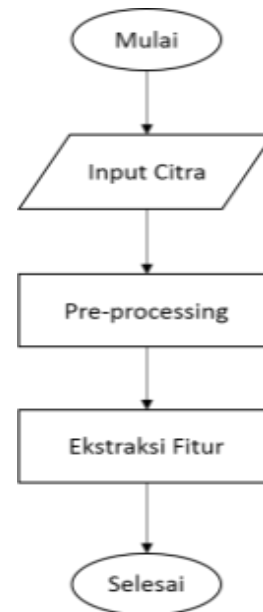 Mulai
Input Citra
Pre-processing
Ekstraksi Fitur
Selesai